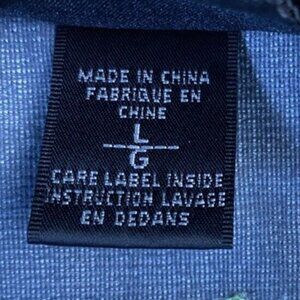 MADE IN CHINA
FABRIQUE EN
CHINE
L
G
CARE LABEL INSIDE
INSTRUCTION LAVAGE
EN DEDANS